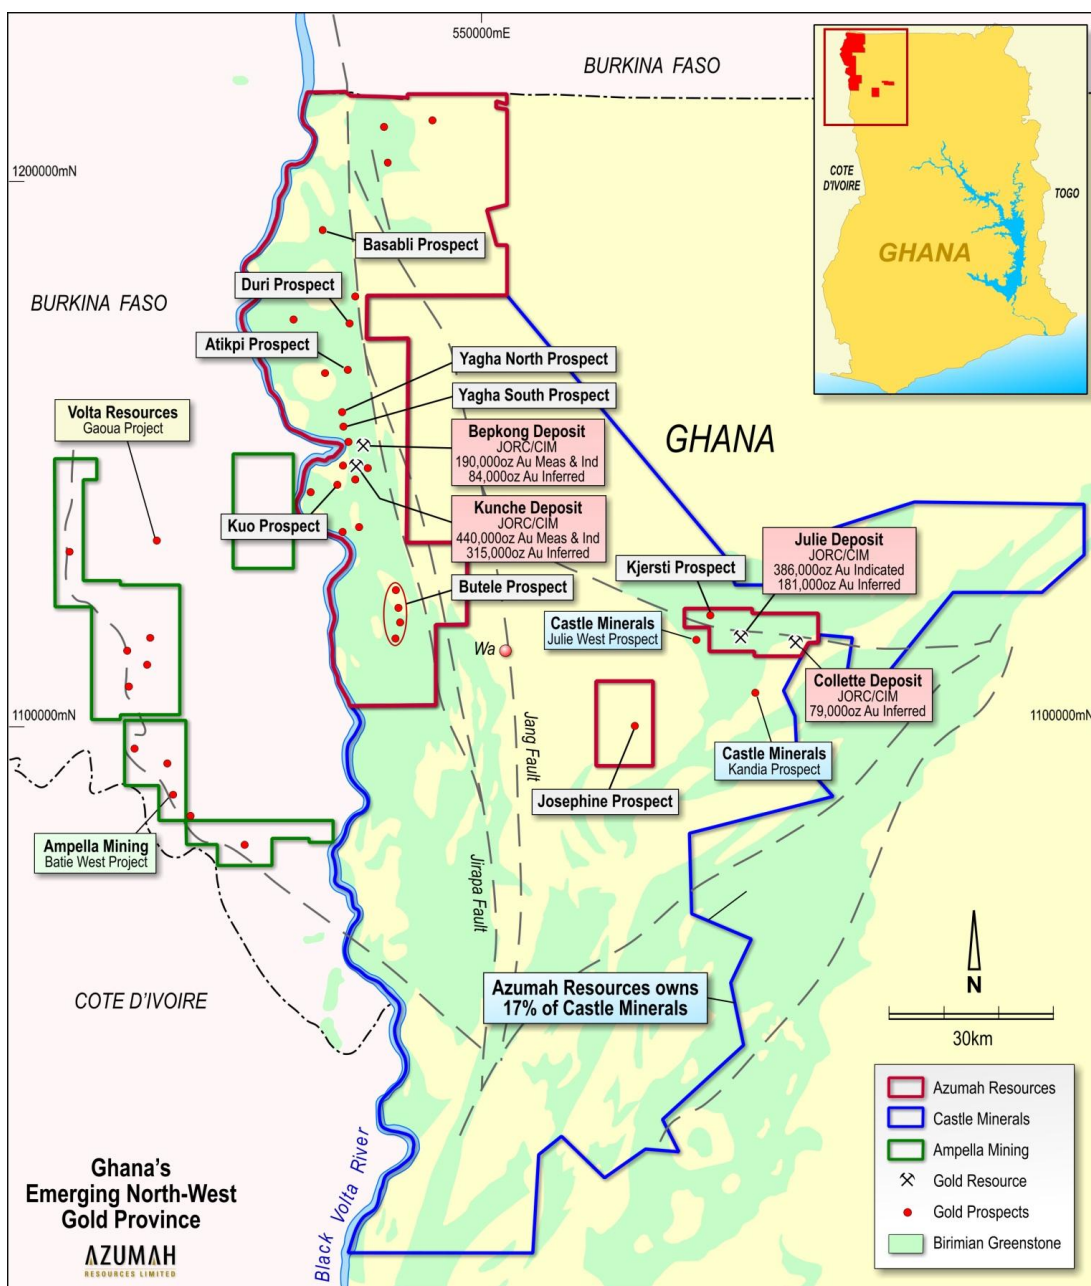 550000mE
BURKINA FASO
1200000mN
COTE
D'IVOIRE
TOGO
GHANA
Basabli Prospect
Duri Prospect
BURKINA FASO
Atikpi Prospect
Yagha North Prospect
Yagha South Prospect
Volta Resources
Gaoua Project
GHANA
Bepkong Deposit
JORC/CIM
190,000oz Au Meas & Ind
84,000oz Au Inferred
Kuo Prospect
Kunche Deposit
JORC/CIM
440,000oz Au Meas & Ind
315,000oz Au Inferred
Julie Deposit
JORC/CIM
386,000oz Au Indicated
181,000oz Au Inferred
Kjersti Prospect
Butele Prospect
Castle Minerals
Julie West Prospect
Wa
Collette Deposit
JORC/CIM
79,000oz Au Inferred
1100000mN
1100000mN
Jang Fault
Castle Minerals
Kandia Prospect
Josephine Prospect
Ampella Mining
Batie West Project
Jirapa Fault
COTE D'IVOIRE
Azumah Resources owns
17% of Castle Minerals
N
30km
Black Volta River
Ghana's
Emerging North-West
Gold Province
AZUMAH
RESOURCES LIMITED
Azumah Resources
Castle Minerals
Ampella Mining
Gold Resource
Gold Prospects
Birimian Greenstone